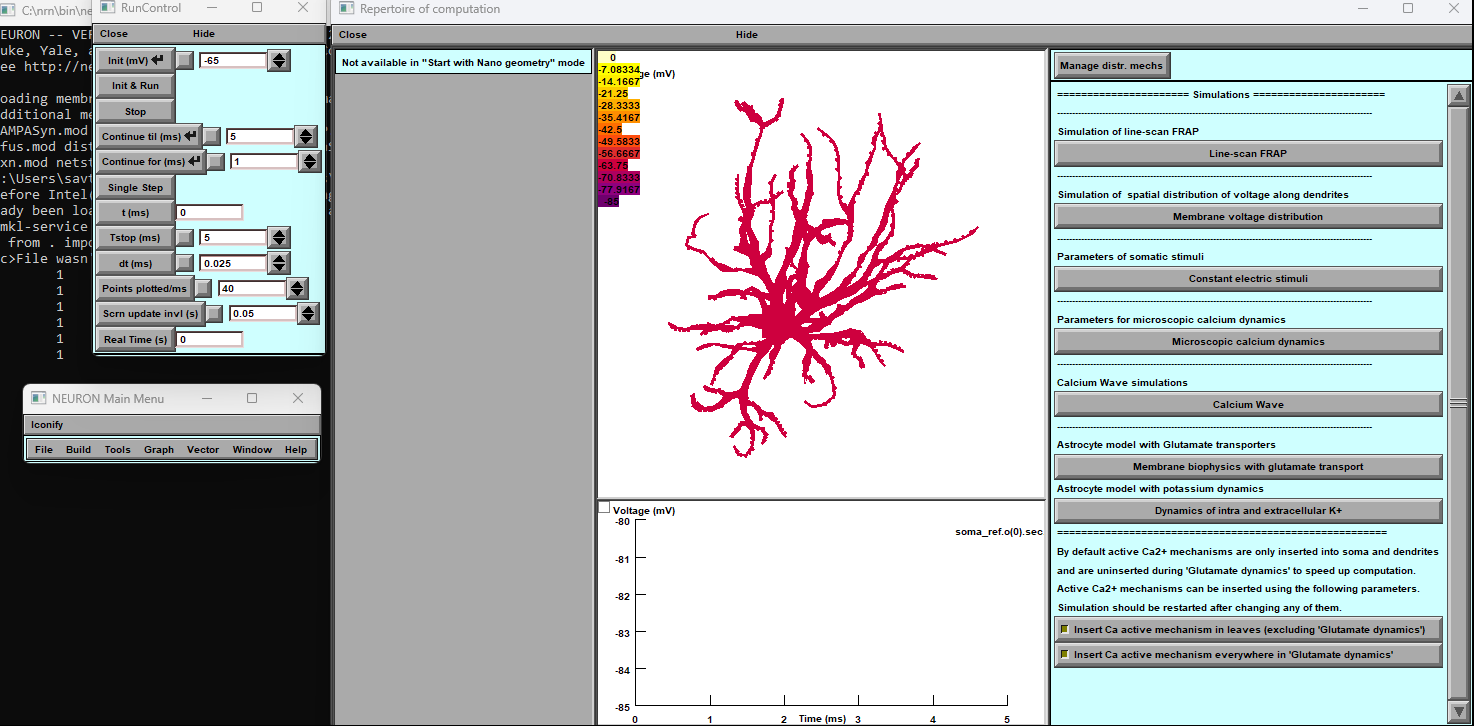 C:\nrn\bin\ne
EURON -- VER
uke, Yale, a
ee http://ne
oading membr
dditional me
AMPASyn.mod
fus.mod dist
xn.mod netst
:\Users\savt
efore Intel(
ady been loa
mkl-service
from . impo
c>File wasn'
1
1
1
1
1
1
RunControl
Close Hide
Init (mV) -65
Init & Run
Stop
Continue til (ms) 5
Continue for (ms) 1
Single Step
t (ms) 0
Tstop (ms) 5
dt (ms) 0.025
Points plotted/ms 40
Scrn update invl (s) 0.05
Real Time (s) 0
NEURON Main Menu
Iconify
File Build Tools Graph Vector Window Help
Repertoire of computation
Close Hide
Not available in "Start with Nano geometry" mode
0
-7.08334
ge (mV)
-14.1667
-21.25
-28.3333
-35.4167
-42.5
-49.5833
-56.6667
-63.75
-70.8333
-77.9167
-85
Voltage (mV)
soma_ref.o(0).sec
-80
-81
-82
-83
-84
-85
0 1 2 Time (ms) 3 4 5
Manage distr. mechs
====================== Simulations ======================
Simulation of line-scan FRAP
Line-scan FRAP
Simulation of spatial distribution of voltage along dendrites
Membrane voltage distribution
Parameters of somatic stimuli
Constant electric stimuli
Parameters for microscopic calcium dynamics
Microscopic calcium dynamics
Calcium Wave simulations
Calcium Wave
Astrocyte model with Glutamate transporters
Membrane biophysics with glutamate transport
Astrocyte model with potassium dynamics
Dynamics of intra and extracellular K+
=======================================================
By default active Ca2+ mechanisms are only inserted into soma and dendrites
and are uninserted during 'Glutamate dynamics' to speed up computation.
Active Ca2+ mechanisms can be inserted using the following parameters.
Simulation should be restarted after changing any of them.
Insert Ca active mechanism in leaves (excluding 'Glutamate dynamics')
Insert Ca active mechanism everywhere in 'Glutamate dynamics'